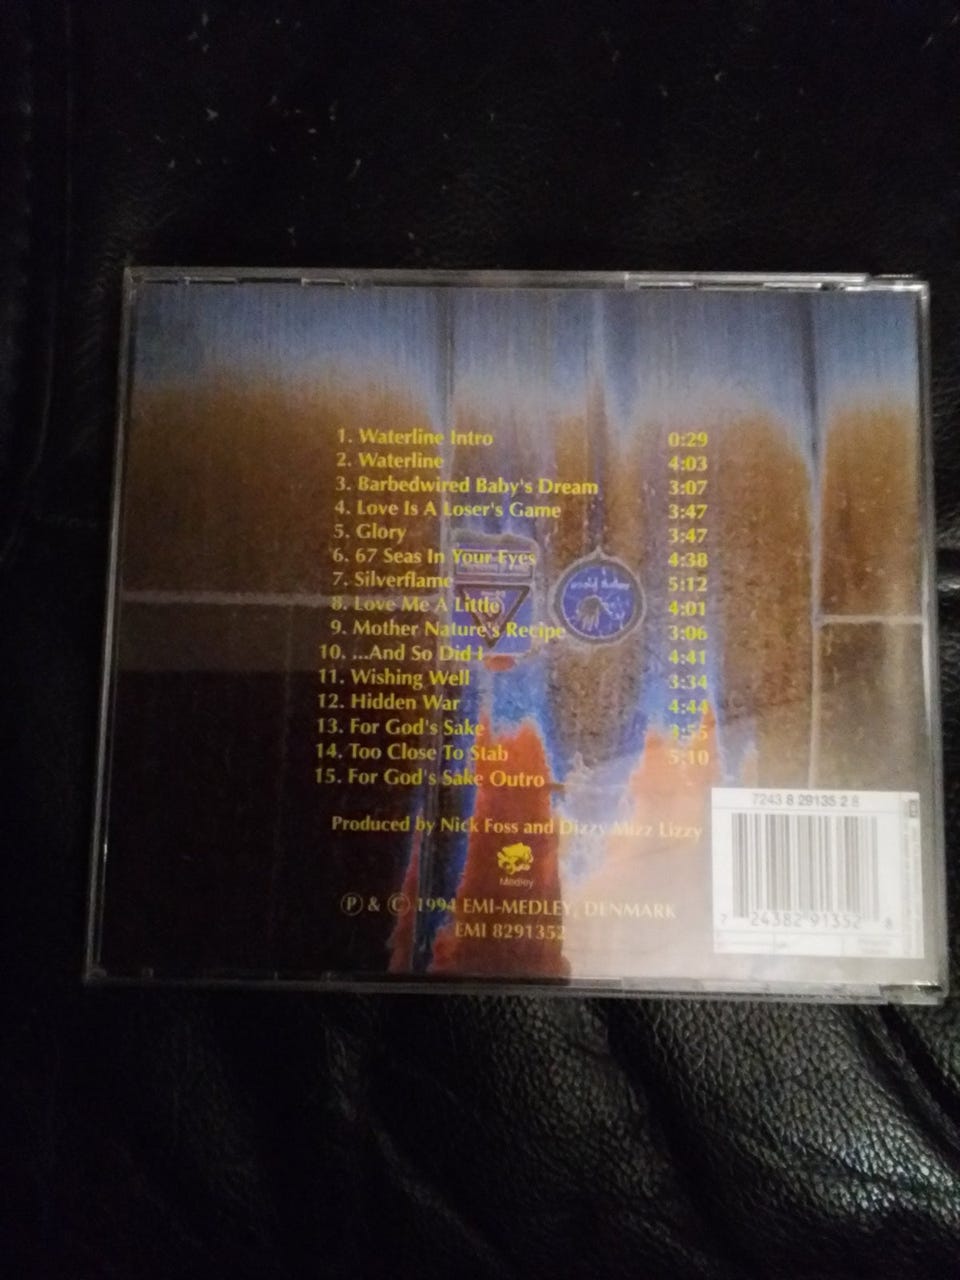 1. Waterline Intro 0:29
2. Waterline 4:03
3. Barbedwired Baby's Dream 3:07
4. Love Is A Loser's Game 3:47
5. Glory 3:47
6. 67 Seas In Your Eyes 4:38
7. Silverflame 5:12
8. Love Me A Little 4:01
9. Mother Nature's Recipe 3:06
10. ...And So Did I 4:41
11. Wishing Well 3:34
12. Hidden War 4:44
13. For God's Sake
14. Too Close To Stab 5:10
15. For God's Sake Outro
Produced by Nick Foss and Dizzy Mizz Lizzy
Medley
Ⓟ & © 1994 EMI-MEDLEY, DENMARK
EMI 8291352
7243 8 29135 2 8
7 24382 91352 8